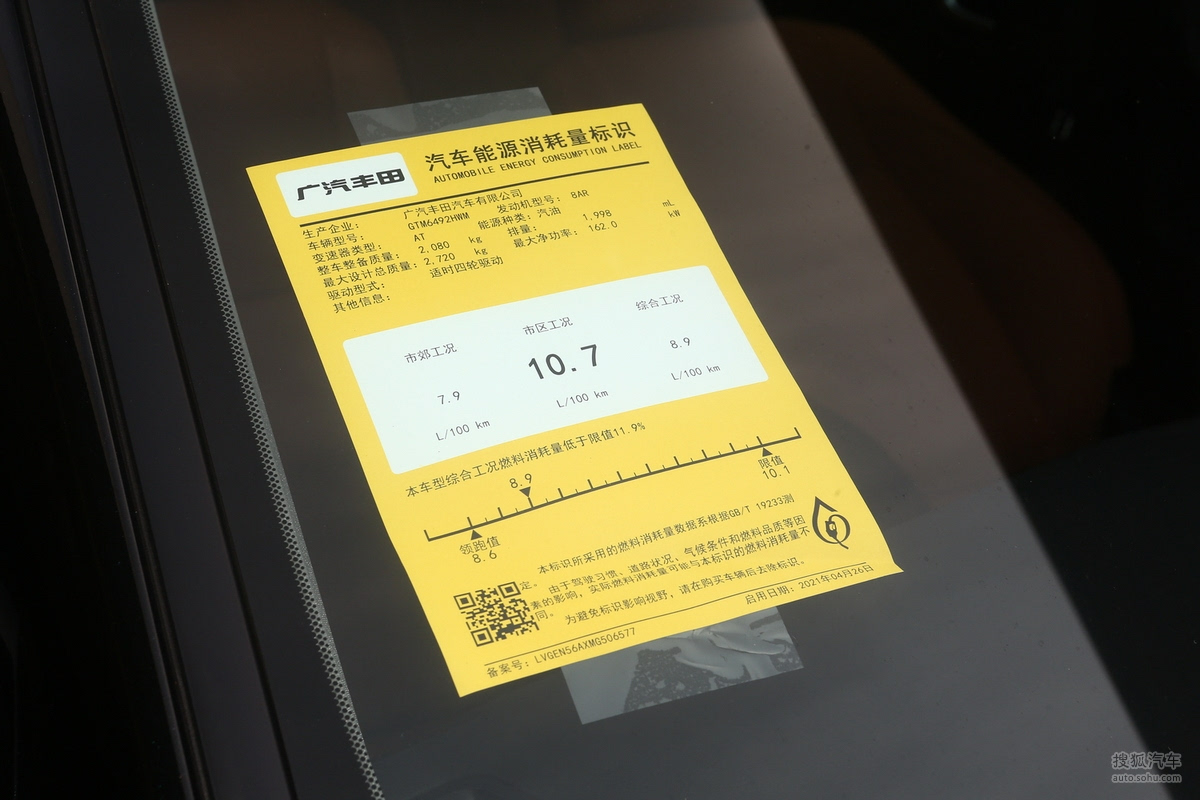 广汽丰田
汽车能源消耗量标识
AUTOMOBILE ENERGY CONSUMPTION LABEL
生产企业: 广汽丰田汽车有限公司
车辆型号: GTM6492HWM 发动机型号: 8AR
变速器类型: AT 能源种类: 汽油
整车整备质量: 2,080 kg 排量: 1,998 mL
最大设计总质量: 2,720 kg 最大净功率: 162.0 kW
驱动型式: 适时四轮驱动
其他信息:
市郊工况 市区工况 综合工况
7.9 10.7 8.9
L/100 km L/100 km L/100 km
本车型综合工况燃料消耗量低于限值11.9%
8.9
领跑值 限值
8.6 10.1
本标识所采用的燃料消耗量数据系根据GB/T 19233测
定。 由于驾驶习惯、道路状况、气候条件和燃料品质等因
素的影响，实际燃料消耗量可能与本标识的燃料消耗量不
同。 为避免标识影响视野，请在购买车辆后去除标识。
启用日期: 2021年04月26日
备案号: LVGEN56AXMG506577
搜狐汽车
auto.sohu.com